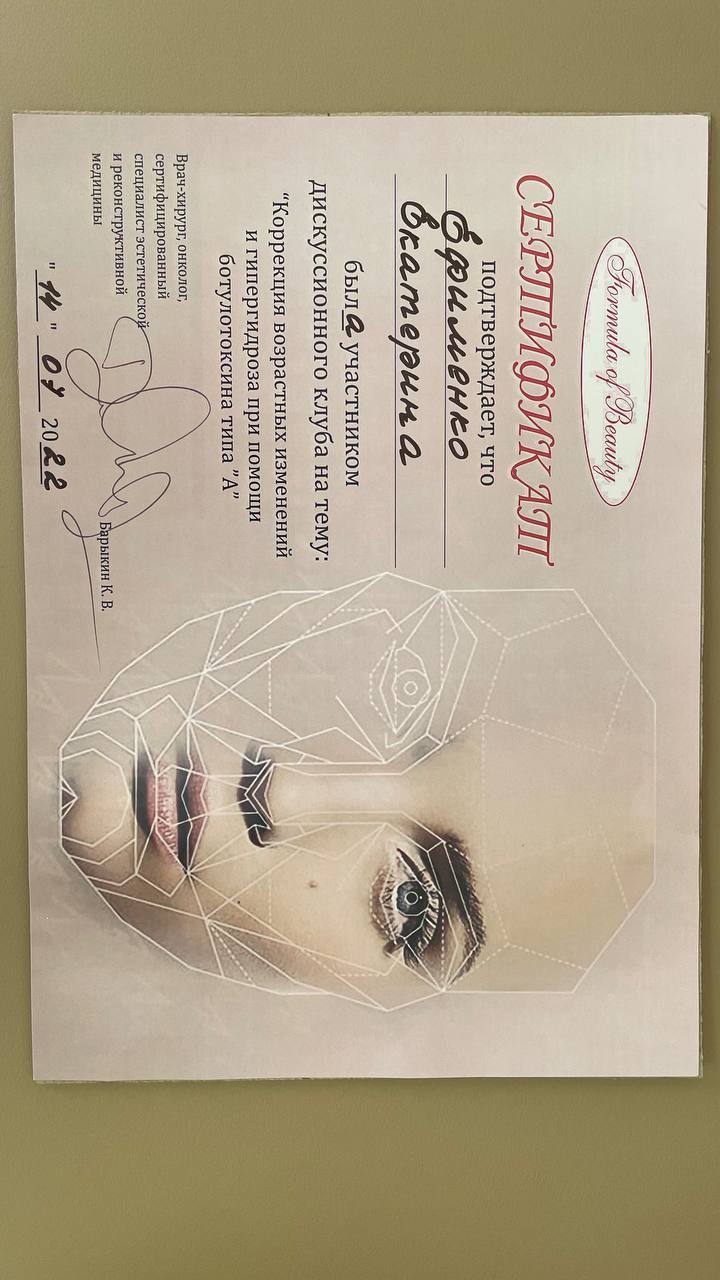 Formula of Beauty
СЕРТИФИКАТ
подтверждает, что
Ефименко
Екатерина
была участником
дискуссионного клуба на тему:
“Коррекция возрастных изменений
и гипергидроза при помощи
ботулотоксина типа ”А”
Врач-хирург, онколог,
сертифицированный
специалист эстетической
и реконструктивной
медицины
Барыкин К. В.
"14" 07 2022